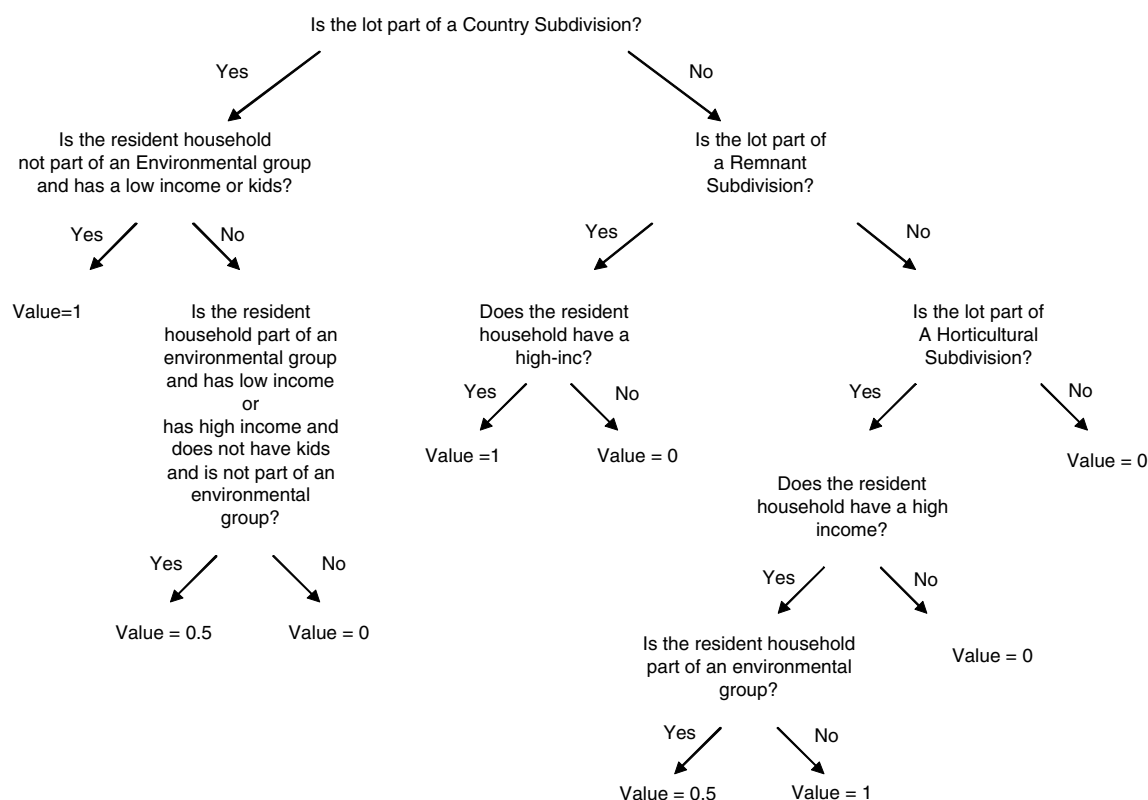 Is the lot part of a Country Subdivision?
Yes
No
Is the resident household
not part of an Environmental group
and has a low income or kids?
Is the lot part of
a Remnant
Subdivision?
Yes
No
Yes
No
Value=1
Is the resident
household part of an
environmental group
and has low income
or
has high income and
does not have kids
and is not part of an
environmental
group?
Does the resident
household have a
high-inc?
Is the lot part of
A Horticultural
Subdivision?
Yes
No
Yes
No
Value =1
Value = 0
Value = 0
Does the resident
household have a high
income?
Yes
No
Yes
No
Value = 0.5
Value = 0
Is the resident household
part of an environmental
group?
Value = 0
Yes
No
Value = 0.5
Value = 1